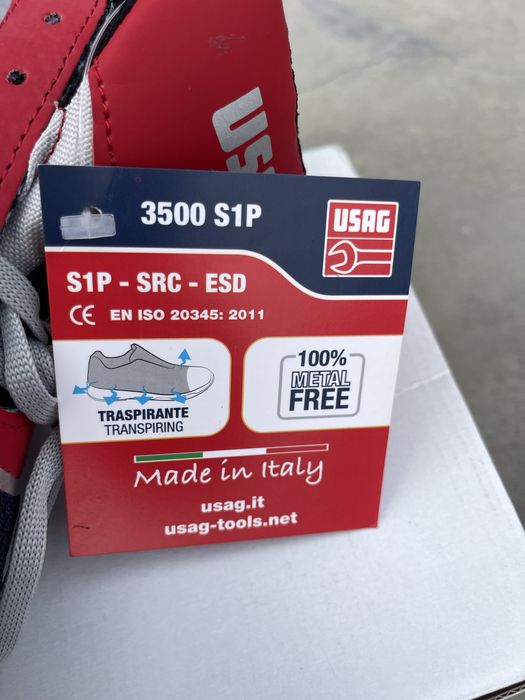 USAG
3500 S1P
USAG
S1P - SRC - ESD
CE EN ISO 20345: 2011
TRASPIRANTE
TRANSPIRING
100%
METAL
FREE
Made in Italy
usag.it
usag-tools.net